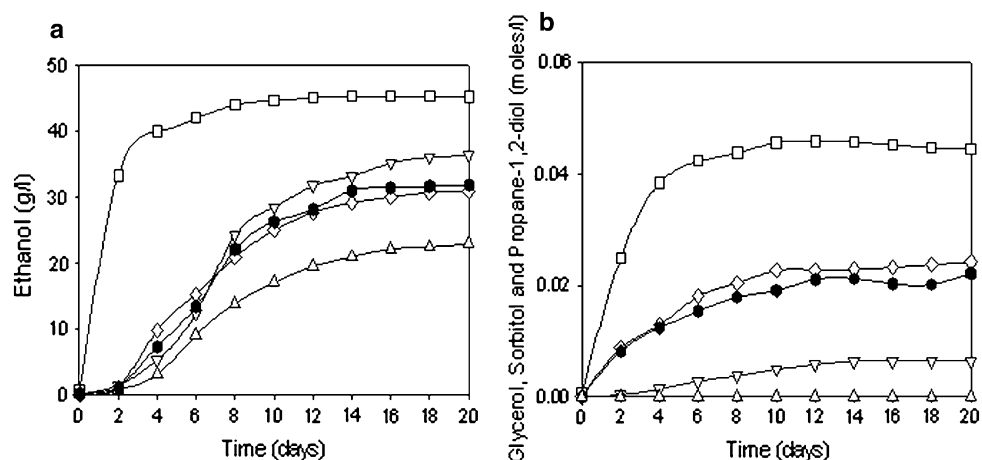 a
50
40
30
20
10
0
Ethanol (g/l)
0 2 4 6 8 10 12 14 16 18 20
Time (days)
b
0.06
0.04
0.02
0.00
Glycerol, Sorbitol and Propane-1,2-diol (moles/l)
0 2 4 6 8 10 12 14 16 18 20
Time (days)